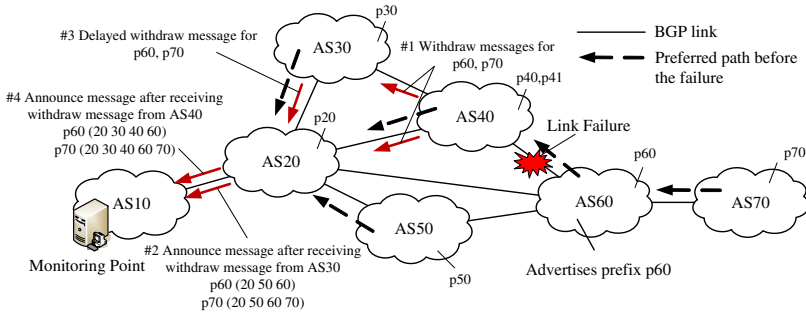 p30
#3 Delayed withdraw message for
p60, p70
AS30
#1 Withdraw messages for
p60, p70
BGP link
Preferred path before
the failure
p40,p41
#4 Announce message after receiving
withdraw message from AS40
p60 (20 30 40 60)
p70 (20 30 40 60 70)
p20
AS40
Link Failure
AS20
p60
p70
AS10
AS50
AS60
AS70
#2 Announce message after receiving
withdraw message from AS30
p60 (20 50 60)
p70 (20 50 60 70)
Monitoring Point
p50
Advertises prefix p60